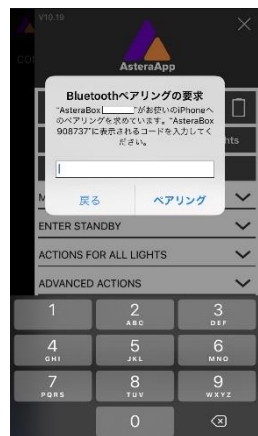 V10.19
AsteraApp
Bluetoothペアリングの要求
"AsteraBox "がお使いのiPhoneへ
のペアリングを求めています。"AsteraBox
908737"に表示されるコードを入力してく
ださい。
hts
戻る
ペアリング
M
ENTER STANDBY
ACTIONS FOR ALL LIGHTS
ADVANCED ACTIONS
1
2
ABC
3
DEF
4
GHI
5
JKL
6
MNO
7
PQRS
8
TUV
9
WXYZ
0